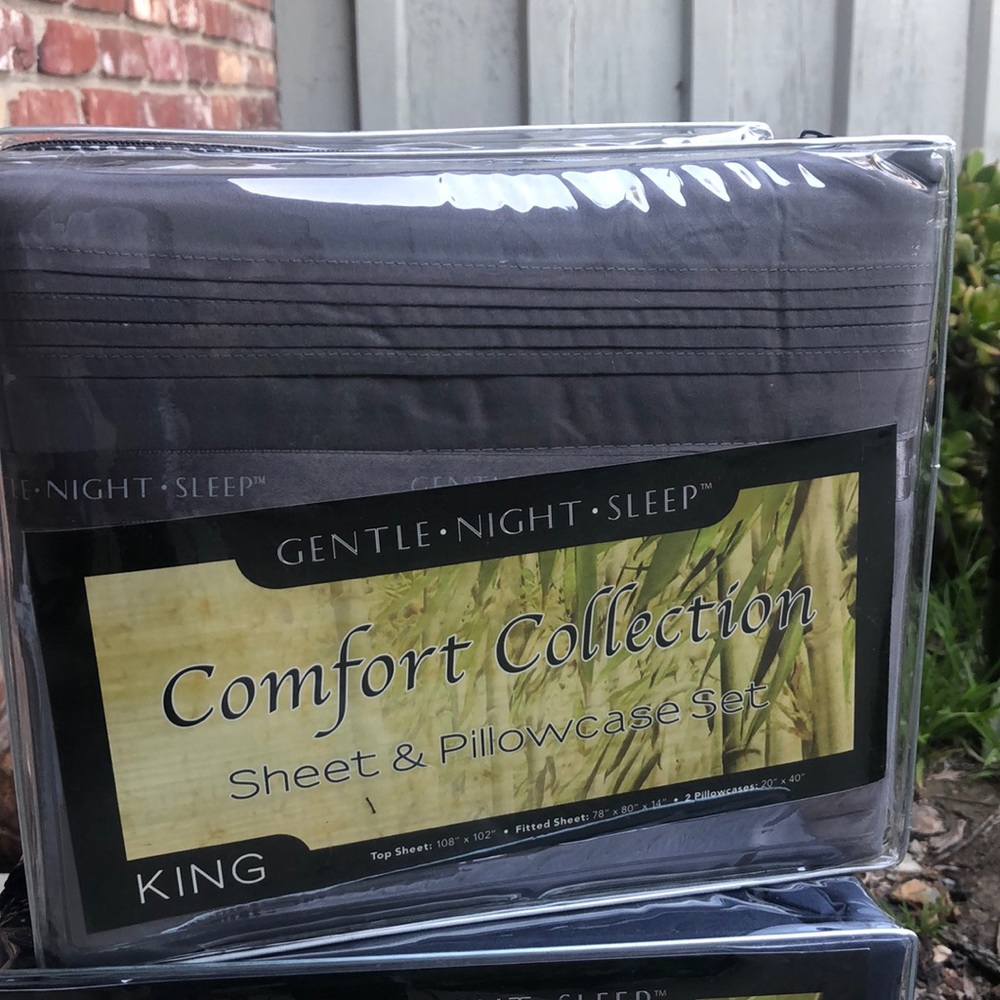 NIGHT • SLEEP™
GENTLE • NIGHT • SLEEP™
Comfort Collection
Sheet & Pillowcase Set
Top Sheet: 108" x 102" • Fitted Sheet: 78" x 80" x 14" • 2 Pillowcases: 20" x 40"
KING
SLEEP™